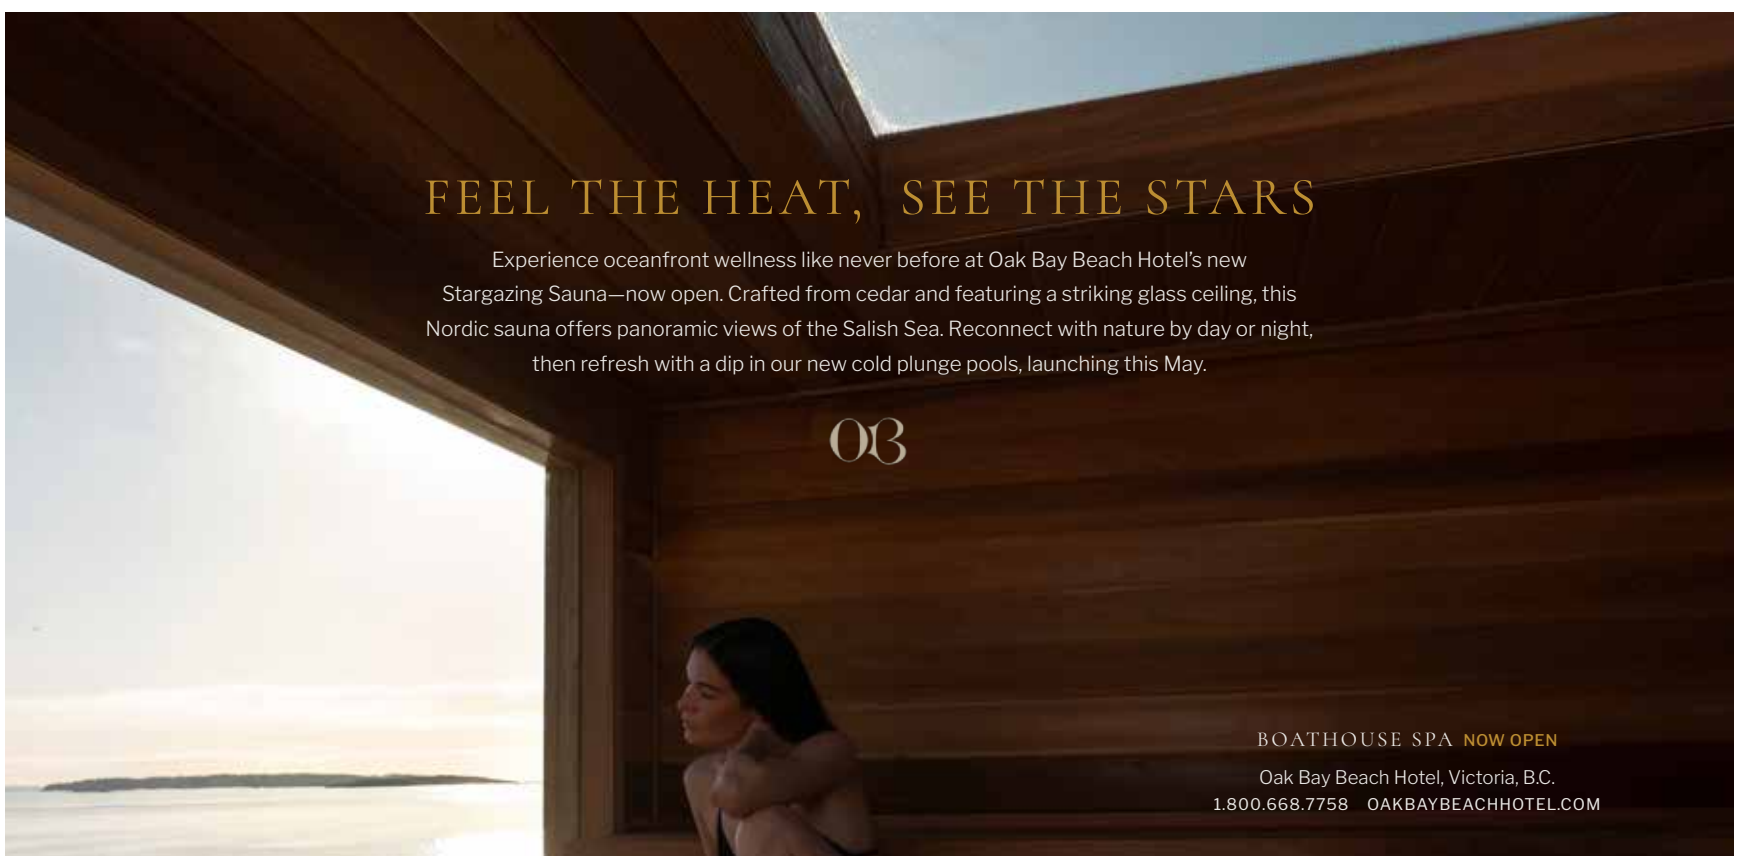 FEEL THE HEAT, SEE THE STARS
Experience oceanfront wellness like never before at Oak Bay Beach Hotel’s new
Stargazing Sauna—now open. Crafted from cedar and featuring a striking glass ceiling, this
Nordic sauna offers panoramic views of the Salish Sea. Reconnect with nature by day or night,
then refresh with a dip in our new cold plunge pools, launching this May.
OB
BOATHOUSE SPA NOW OPEN
Oak Bay Beach Hotel, Victoria, B.C.
1.800.668.7758 OAKBAYBEACHHOTEL.COM